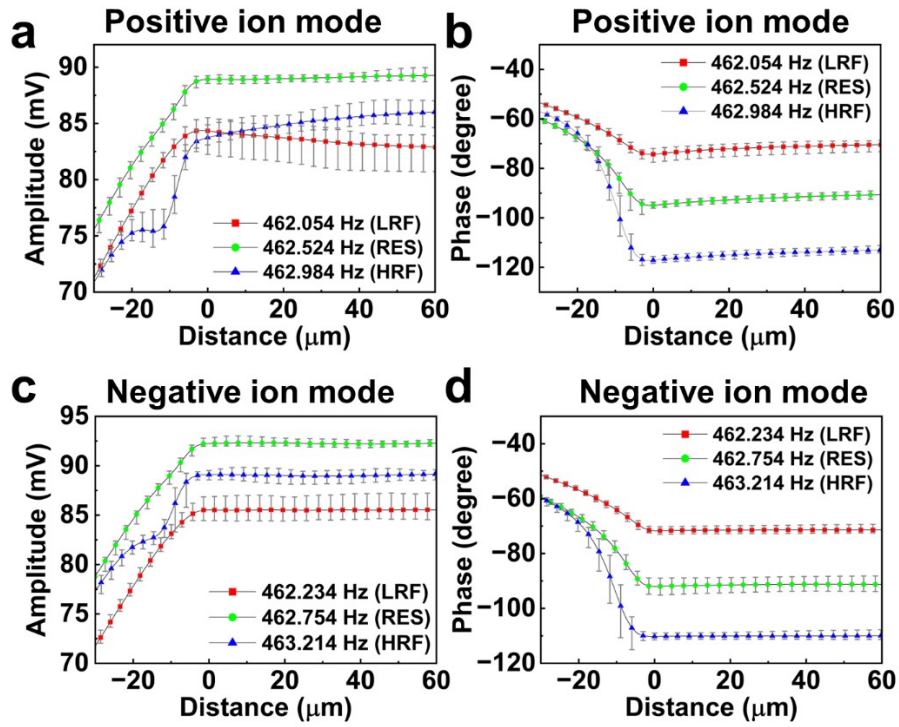 a Positive ion mode
Amplitude (mV)
90
85
80
75
70
462.054 Hz (LRF)
462.524 Hz (RES)
462.984 Hz (HRF)
−20 0 20 40 60
Distance (μm)
b Positive ion mode
Phase (degree)
−40
−60
−80
−100
−120
462.054 Hz (LRF)
462.524 Hz (RES)
462.984 Hz (HRF)
−20 0 20 40 60
Distance (μm)
c Negative ion mode
Amplitude (mV)
95
90
85
80
75
70
462.234 Hz (LRF)
462.754 Hz (RES)
463.214 Hz (HRF)
−20 0 20 40 60
Distance (μm)
d Negative ion mode
Phase (degree)
−40
−60
−80
−100
−120
462.234 Hz (LRF)
462.754 Hz (RES)
463.214 Hz (HRF)
−20 0 20 40 60
Distance (μm)